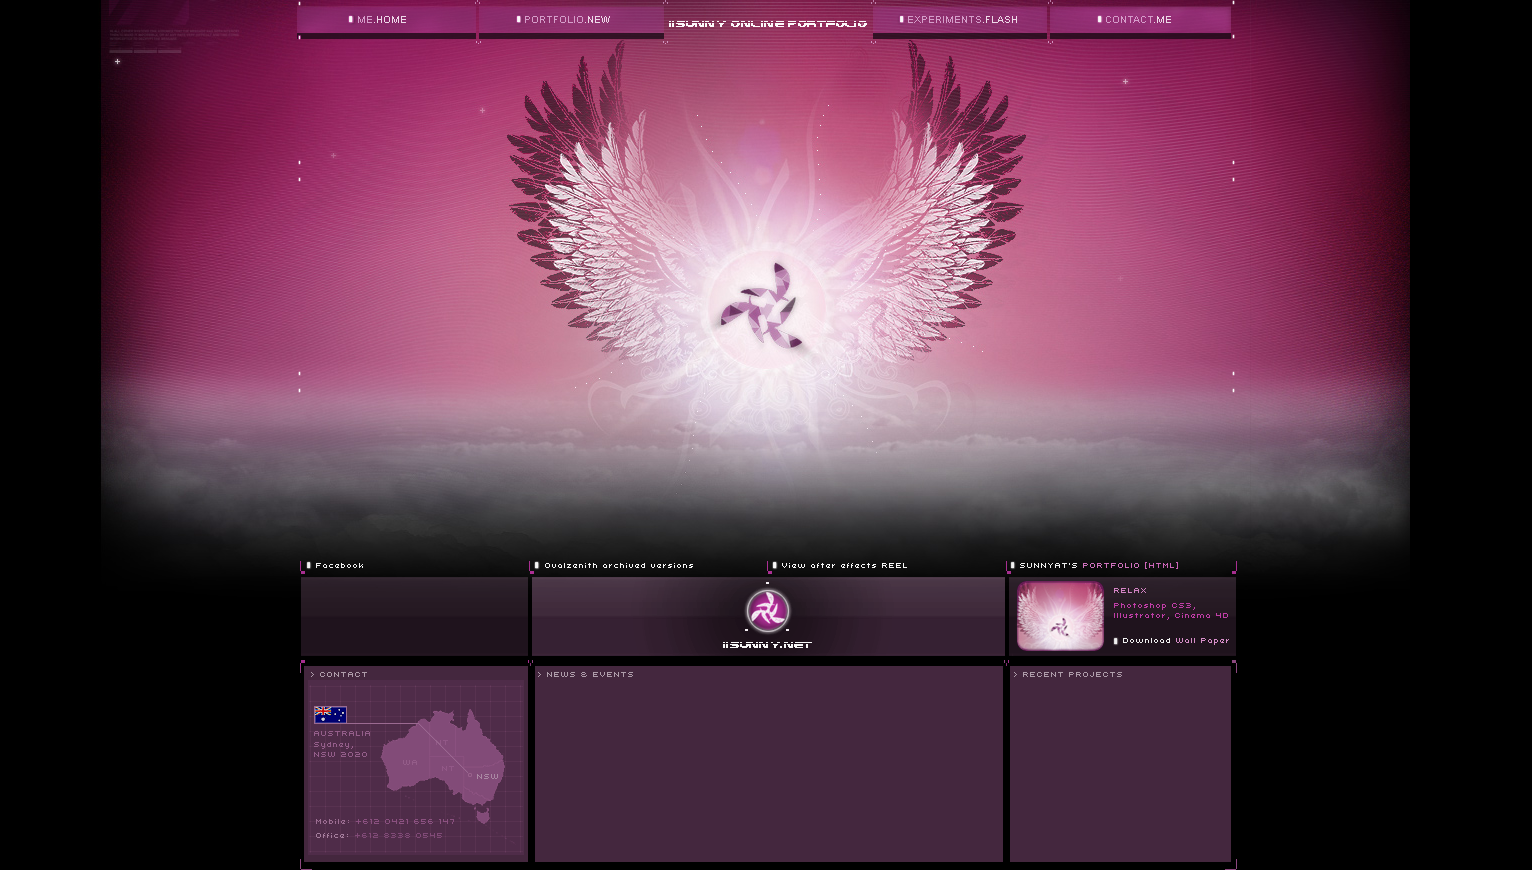 ME.HOME
PORTFOLIO.NEW
iiSUNNY ONLINE PORTFOLIO
EXPERIMENTS.FLASH
CONTACT.ME
Facebook
Ovalzenith archived versions
View after effects REEL
SUNNYAT'S PORTFOLIO [HTML]
RELAX
Photoshop CS3,
Illustrator, Cinema 4D
Download Wall Paper
iiSUNNY.NET
> CONTACT
AUSTRALIA
Sydney,
NSW 2020
WA
NT
NSW
Mobile: +612 0421 656 147
Office: +612 8338 0545
> NEWS & EVENTS
> RECENT PROJECTS